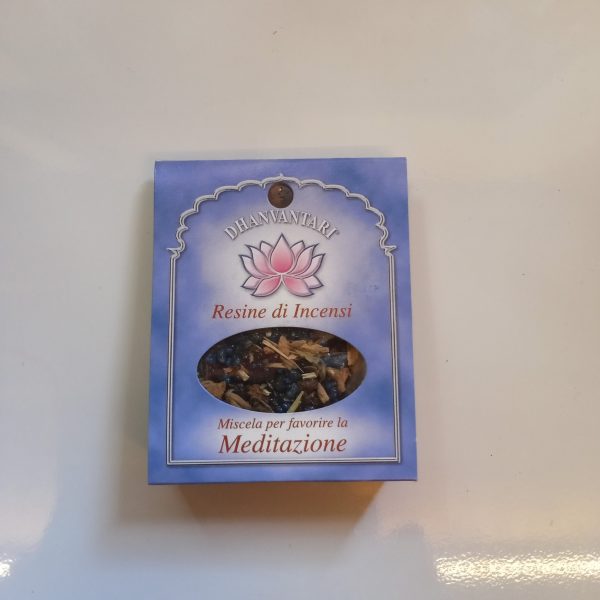 DHANVANTARI
Resine di Incensi
Miscela per favorire la
Meditazione